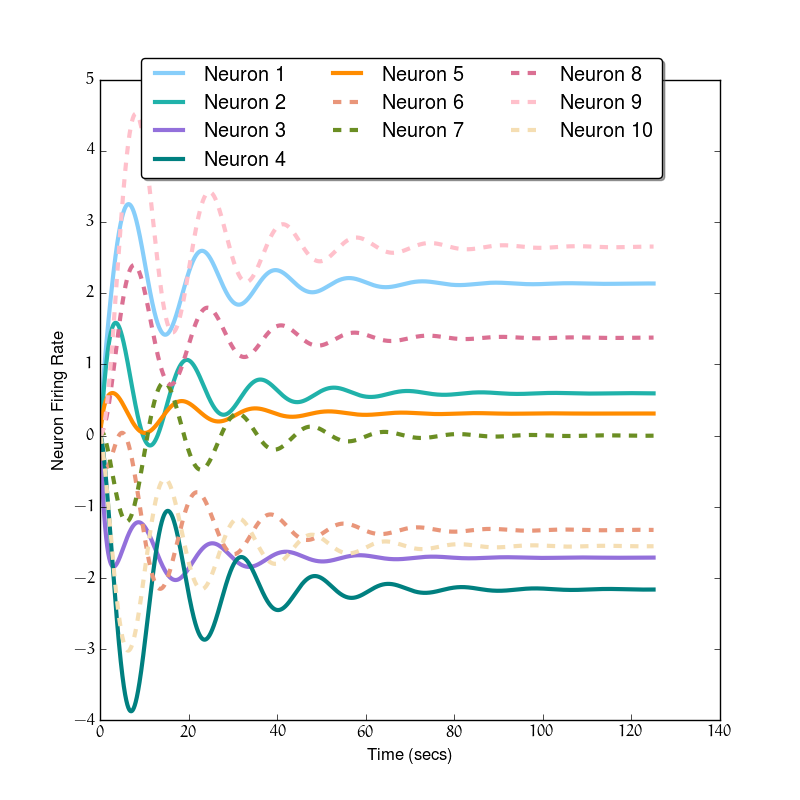 Neuron 1
Neuron 2
Neuron 3
Neuron 4
Neuron 5
Neuron 6
Neuron 7
Neuron 8
Neuron 9
Neuron 10
5
4
3
2
1
0
−1
−2
−3
−4
Neuron Firing Rate
0
20
40
60
80
100
120
140
Time (secs)